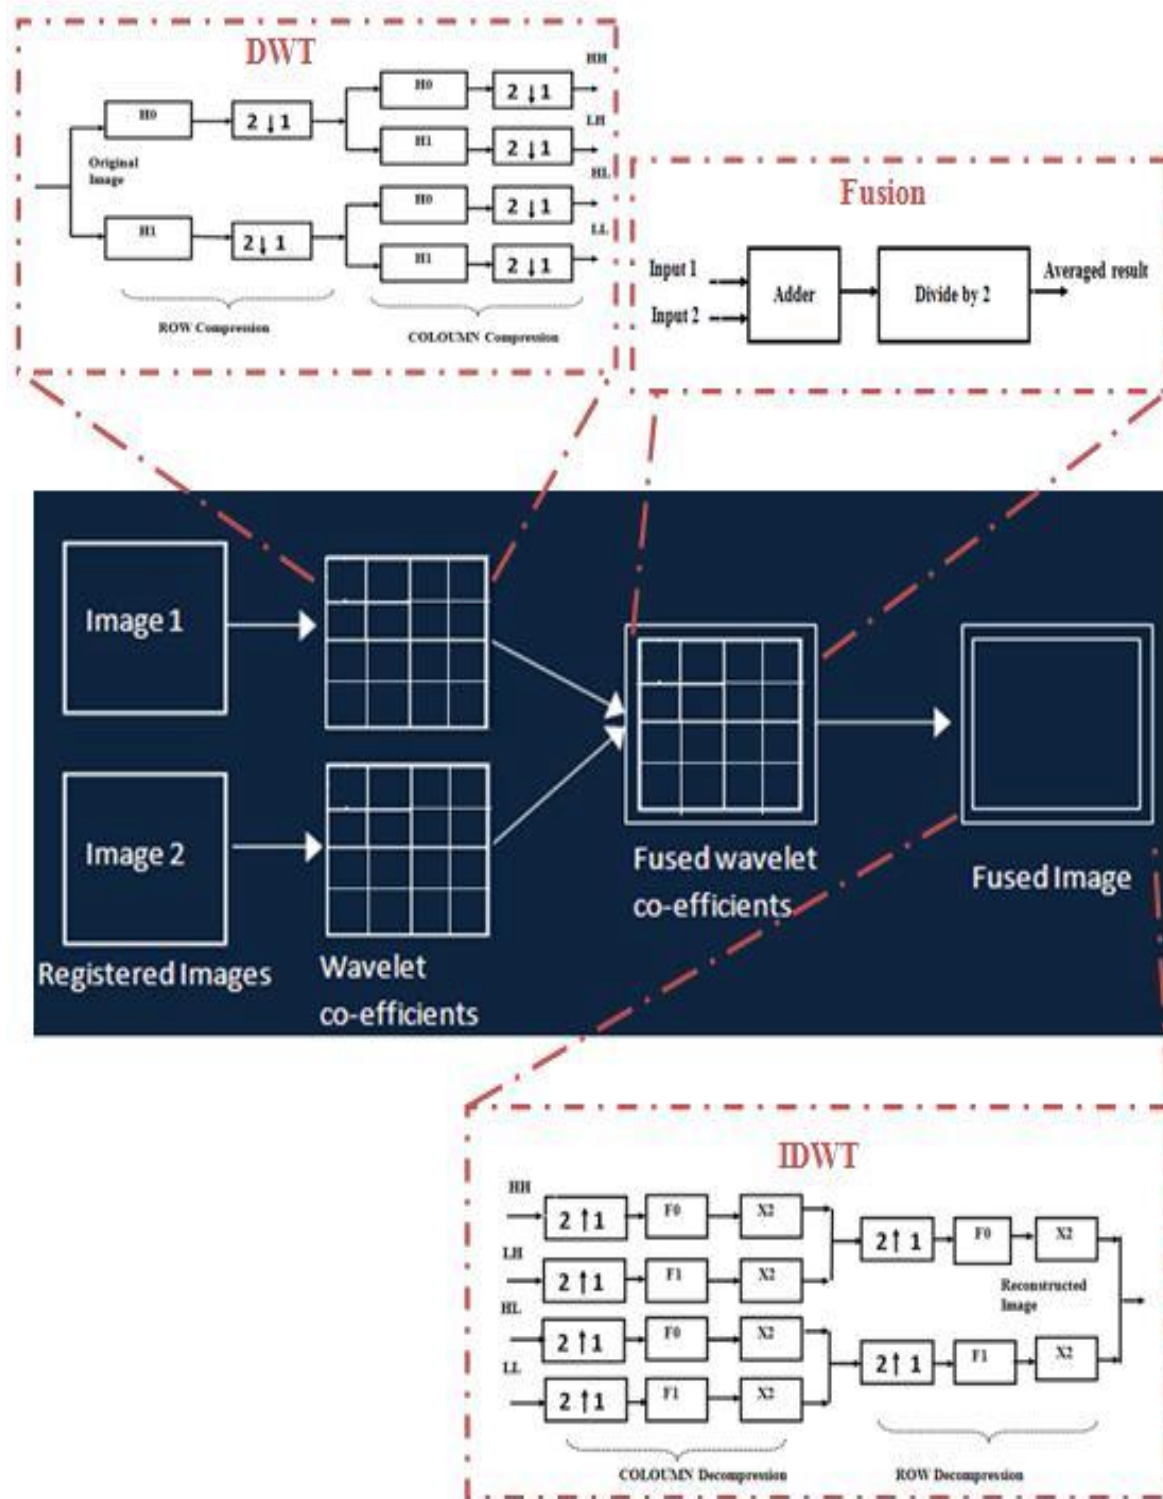 DWT
HH
H0
2 ↓ 1
H0
2 ↓ 1
LH
Original
Image
H1
2 ↓ 1
HL
H0
2 ↓ 1
H1
2 ↓ 1
LL
H1
2 ↓ 1
ROW Compression
COLOUMN Compression
Fusion
Input 1
Input 2
Adder
Divide by 2
Averaged result
Image 1
Image 2
Registered Images
Wavelet
co-efficients
Fused wavelet
co-efficients
Fused Image
IDWT
HH
2 ↑ 1
F0
X2
LH
2 ↑ 1
F1
X2
HL
2 ↑ 1
F0
X2
LL
2 ↑ 1
F1
X2
2 ↑ 1
F0
X2
Reconstructed
Image
2 ↑ 1
F1
X2
COLOUMN Decompression
ROW Decompression